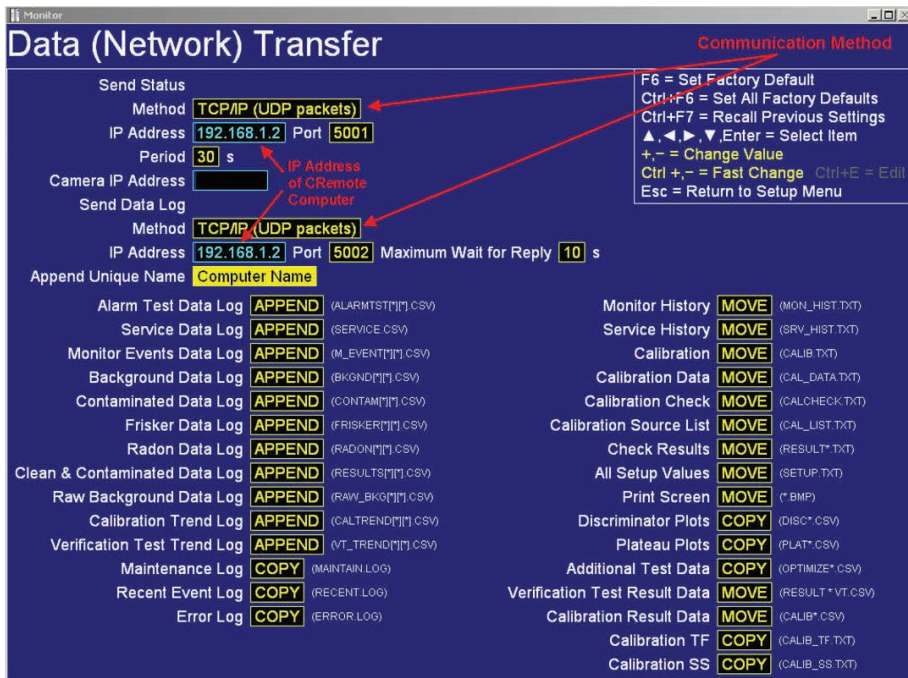 Monitor
Data (Network) Transfer
Communication Method
Send Status
Method TCP/IP (UDP packets)
IP Address 192.168.1.2 Port 5001
Period 30 s
Camera IP Address
Send Data Log
Method TCP/IP (UDP packets)
IP Address 192.168.1.2 Port 5002 Maximum Wait for Reply 10 s
Append Unique Name Computer Name
IP Address
of CRemote
Computer
F6 = Set Factory Default
Ctrl+F6 = Set All Factory Defaults
Ctrl+F7 = Recall Previous Settings
▲,◄,►,▼,Enter = Select Item
+,− = Change Value
Ctrl +,− = Fast Change Ctrl+E = Edit
Esc = Return to Setup Menu
Alarm Test Data Log APPEND (ALARMTST[*][*].CSV)
Service Data Log APPEND (SERVICE.CSV)
Monitor Events Data Log APPEND (M_EVENT[*][*].CSV)
Background Data Log APPEND (BKGND[*][*].CSV)
Contaminated Data Log APPEND (CONTAM[*][*].CSV)
Frisker Data Log APPEND (FRISKER[*][*].CSV)
Radon Data Log APPEND (RADON[*][*].CSV)
Clean & Contaminated Data Log APPEND (RESULTS[*][*].CSV)
Raw Background Data Log APPEND (RAW_BKG[*][*].CSV)
Calibration Trend Log APPEND (CALTREND[*][*].CSV)
Verification Test Trend Log APPEND (VT_TREND[*][*].CSV)
Maintenance Log COPY (MAINTAIN.LOG)
Recent Event Log COPY (RECENT.LOG)
Error Log COPY (ERROR.LOG)
Monitor History MOVE (MON_HIST.TXT)
Service History MOVE (SRV_HIST.TXT)
Calibration MOVE (CALIB.TXT)
Calibration Data MOVE (CAL_DATA.TXT)
Calibration Check MOVE (CALCHECK.TXT)
Calibration Source List MOVE (CAL_LIST.TXT)
Check Results MOVE (RESULT*.TXT)
All Setup Values MOVE (SETUP.TXT)
Print Screen MOVE (*.BMP)
Discriminator Plots COPY (DISC*.CSV)
Plateau Plots COPY (PLAT*.CSV)
Additional Test Data COPY (OPTIMIZE*.CSV)
Verification Test Result Data MOVE (RESULT*VT.CSV)
Calibration Result Data MOVE (CALIB*.CSV)
Calibration TF COPY (CALIB_TF.TXT)
Calibration SS COPY (CALIB_SS.TXT)